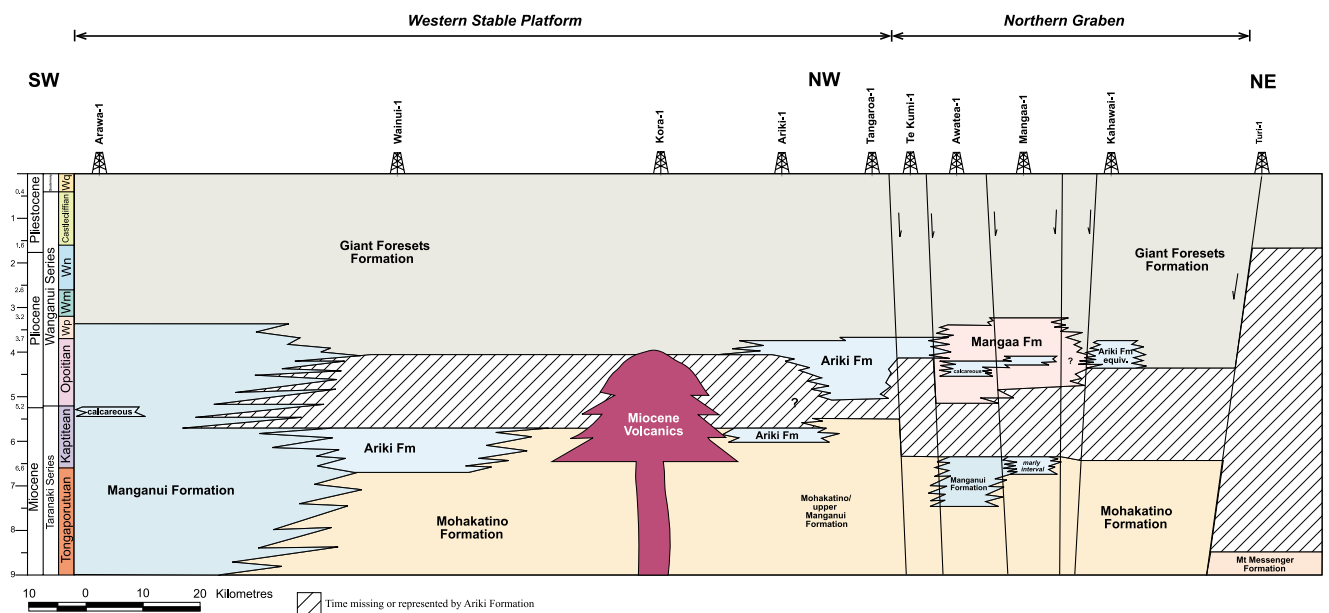 Western Stable Platform
Northern Graben
SW
NW
NE
Arawa-1
Wainui-1
Kora-1
Ariki-1
Tangaroa-1
Te Kumi-1
Awatea-1
Mangaa-1
Kahawai-1
Turi-1
0.4
1
1.6
2
2.6
3
3.2
3.7
4
5
5.2
6
6.6
7
8
9
Pliestocene
Pliocene
Miocene
Wanganui Series
Taranaki Series
Wq
Castlecliffian
Wn
Wm
Wp
Opoitian
Kapitean
Tongaporutuan
Giant Foresets
Formation
Giant Foresets
Formation
Mangaa Fm
calcareous
?
Ariki Fm
equiv.
Ariki Fm
?
calcareous
Miocene
Volcanics
Ariki Fm
Ariki Fm
marly
interval
Manganui
Formation
Manganui Formation
Mohakatino
Formation
Mohakatino/
upper
Manganui
Formation
Mohakatino
Formation
Mt Messenger
Formation
10 0 10 20 Kilometres
Time missing or represented by Ariki Formation